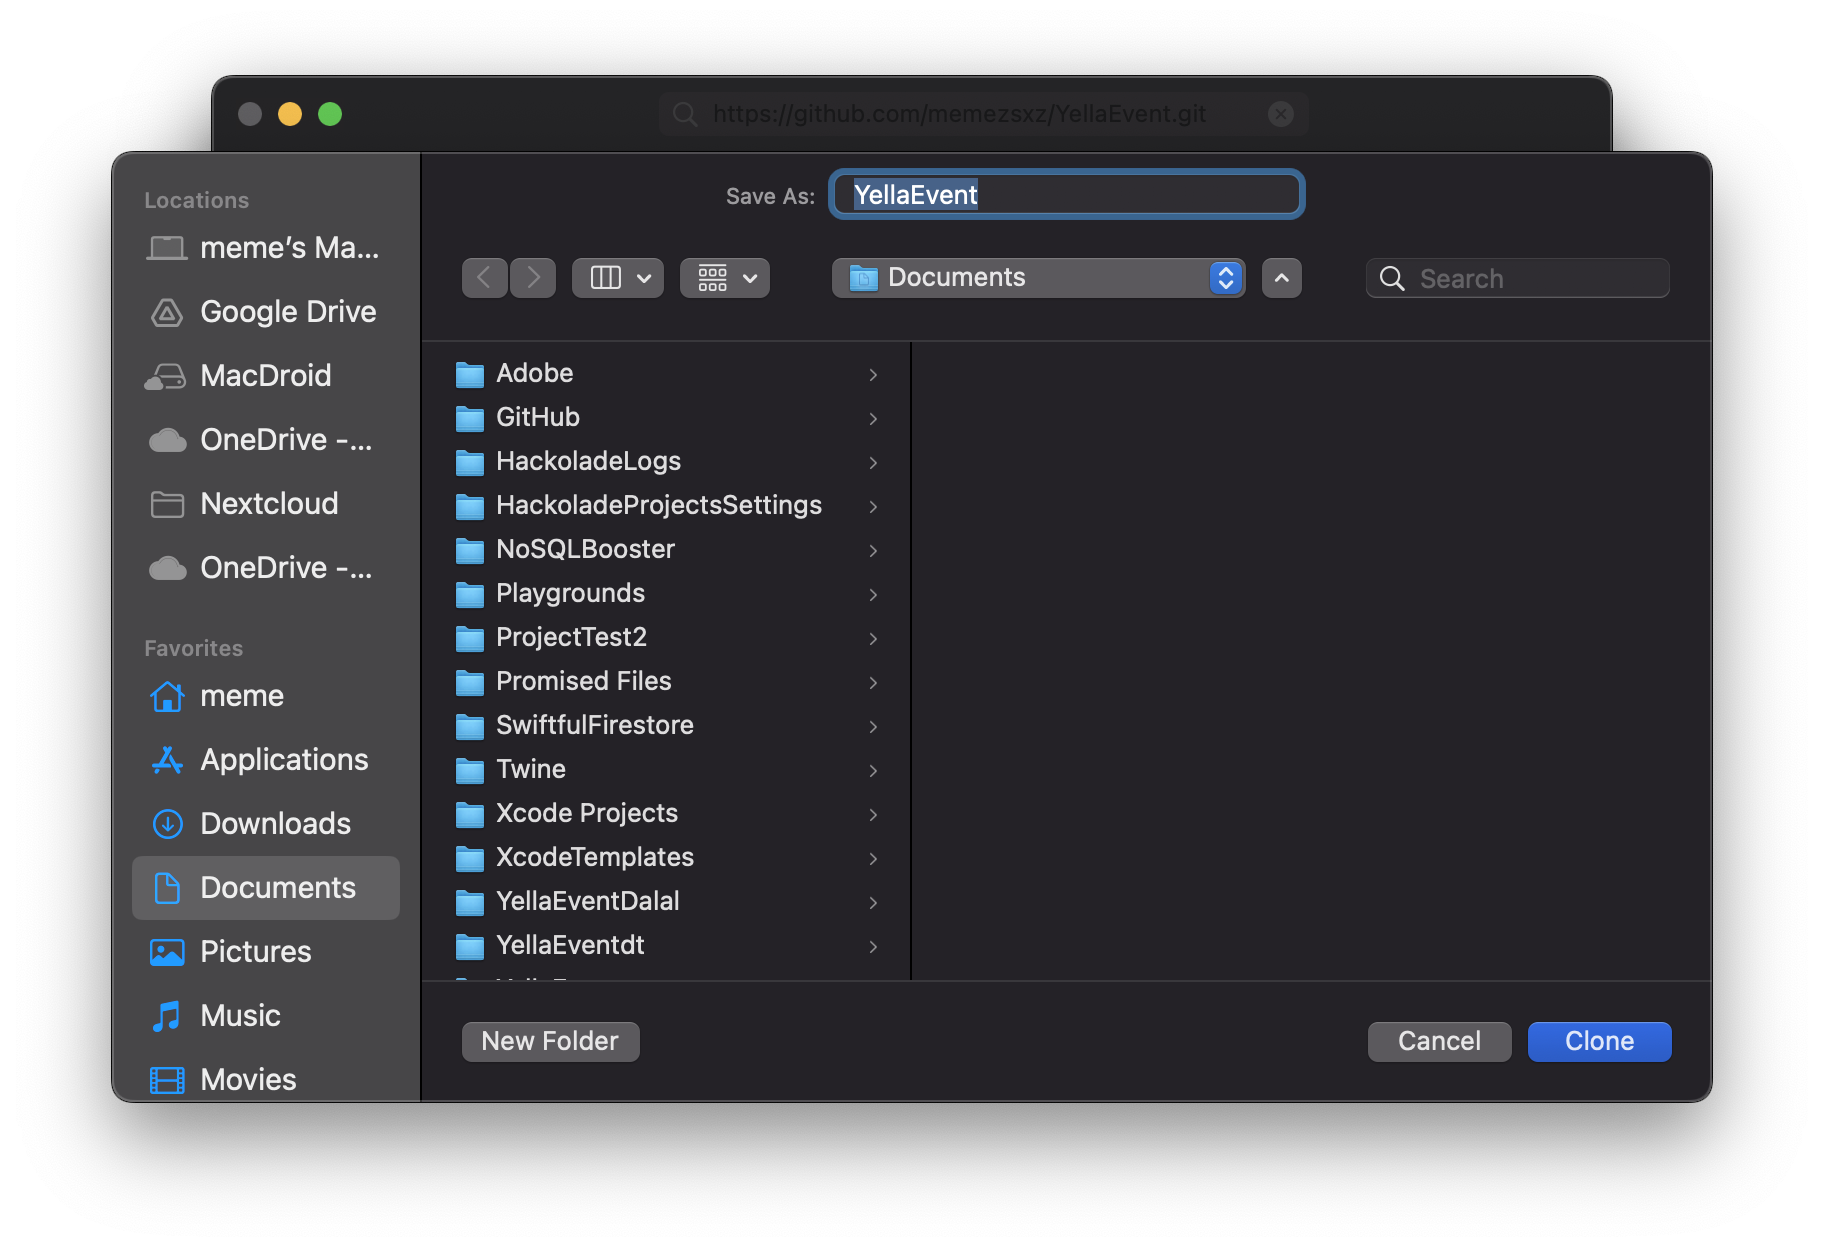 https://github.com/memezsxz/YellaEvent.git
Save As: YellaEvent
Documents
Search
Locations
meme's Ma...
Google Drive
MacDroid
OneDrive -...
Nextcloud
OneDrive -...
Favorites
meme
Applications
Downloads
Documents
Pictures
Music
Movies
Adobe
GitHub
HackoladeLogs
HackoladeProjectsSettings
NoSQLBooster
Playgrounds
ProjectTest2
Promised Files
SwiftfulFirestore
Twine
Xcode Projects
XcodeTemplates
YellaEventDalal
YellaEventdt
New Folder
Cancel
Clone